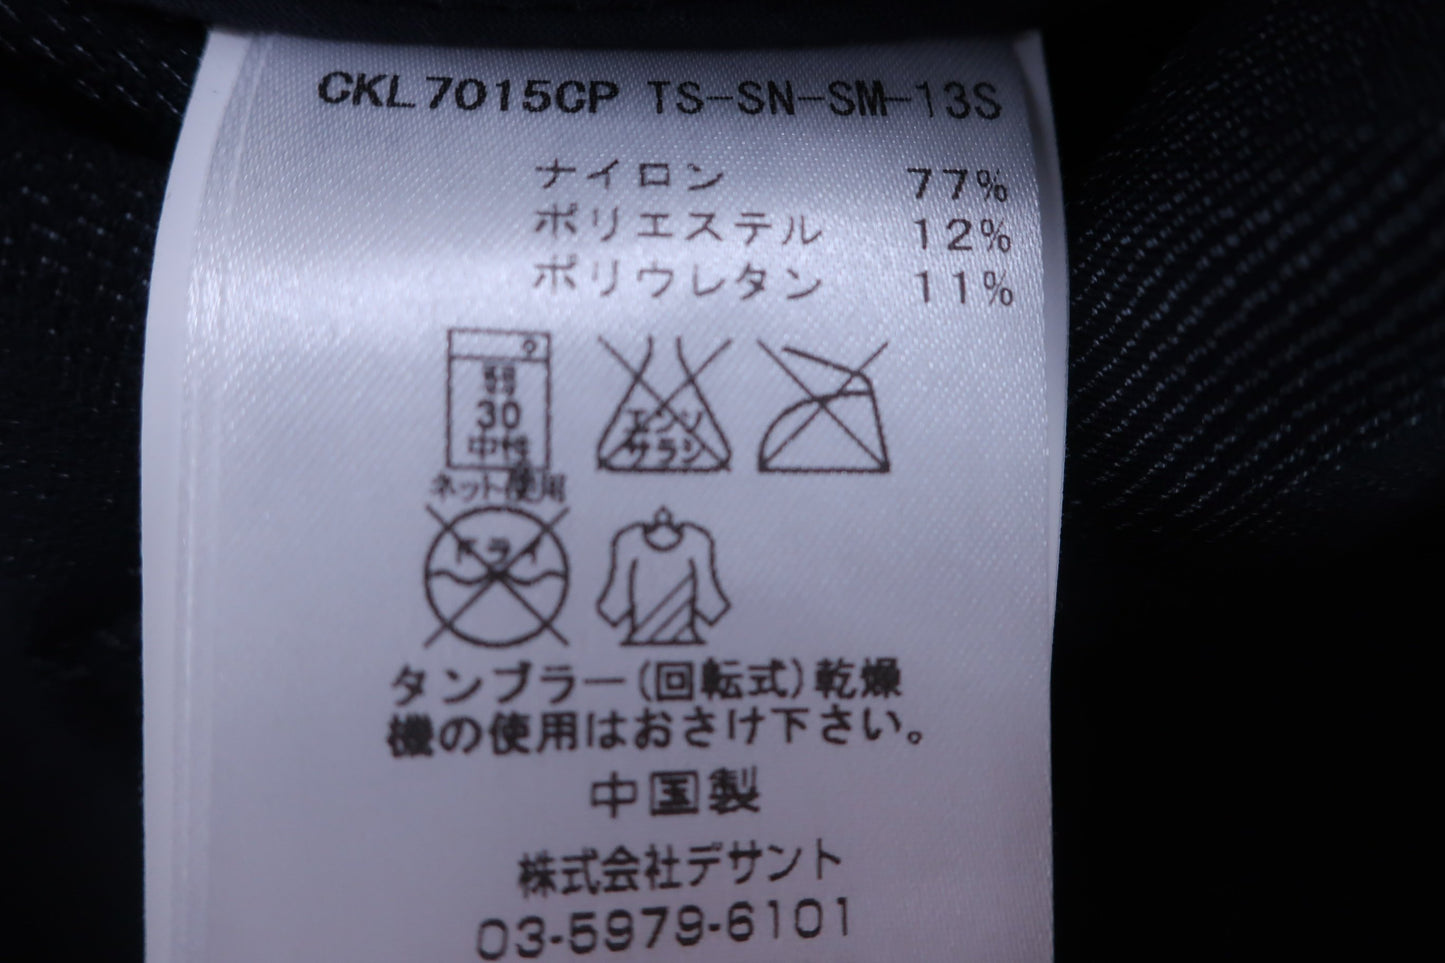 CKL7015CP TS-SN-SM-13S
ナイロン 77%
ポリエステル 12%
ポリウレタン 11%
弱
30
中性
ネット使用
エンソ
サラシ
ドライ
タンブラー(回転式)乾燥
機の使用はおさけ下さい。
中国製
株式会社デサント
03-5979-6101